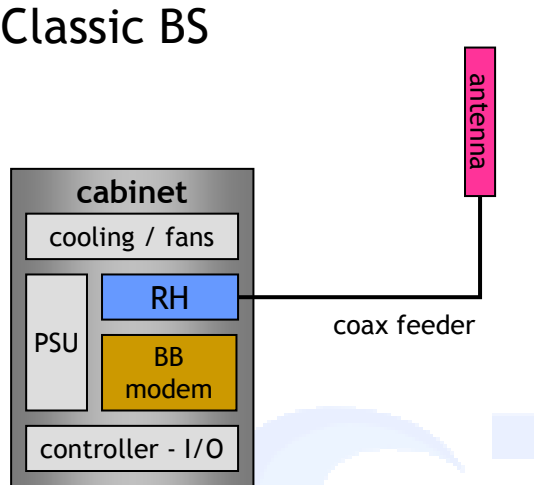 Classic BS
antenna
cabinet
cooling / fans
RH
coax feeder
PSU
BB
modem
controller - I/O